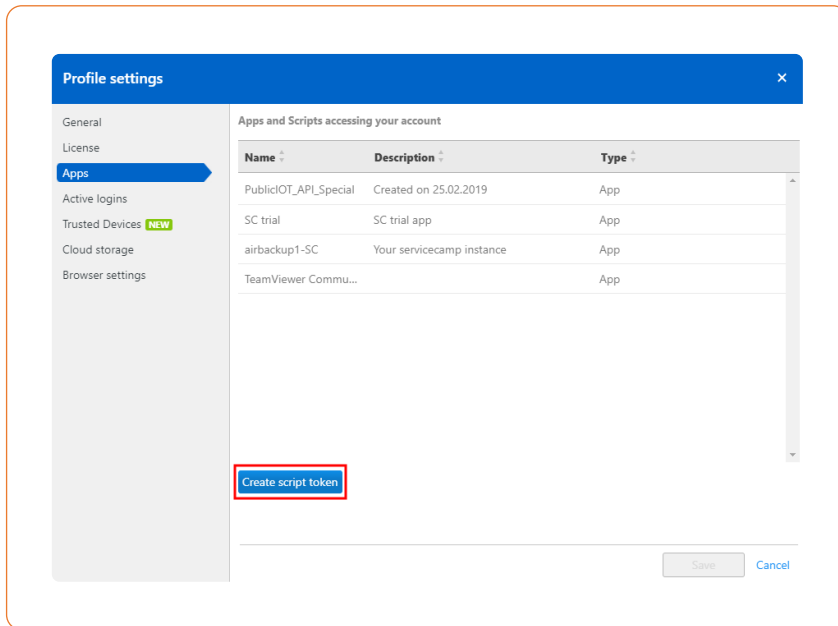 Profile settings
General
License
Apps
Active logins
Trusted Devices NEW
Cloud storage
Browser settings
Apps and Scripts accessing your account
Name Description Type
PublicIOT_API_Special Created on 25.02.2019 App
SC trial SC trial app App
airbackup1-SC Your servicecamp instance App
TeamViewer Commu... App
Create script token
Save Cancel